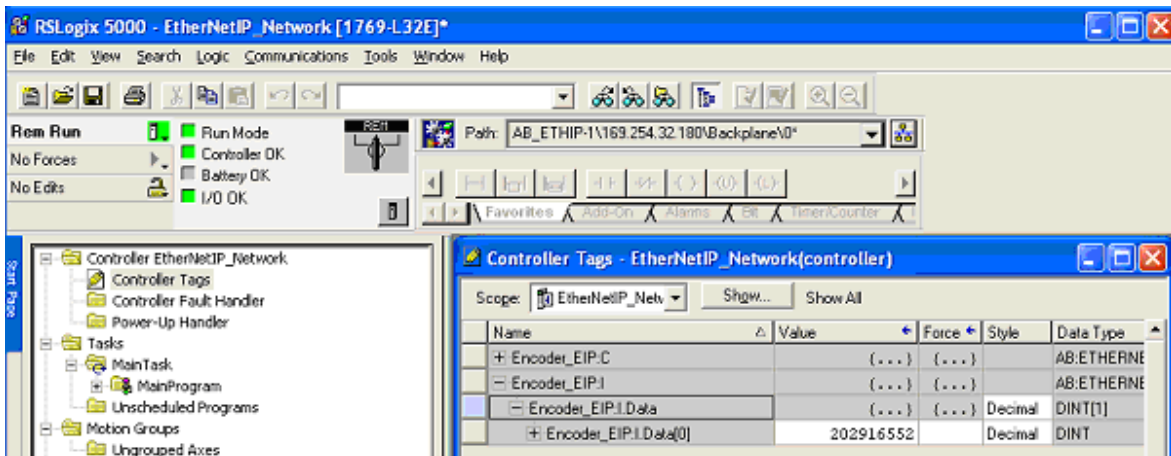 RSLogix 5000 - EtherNetIP_Network [1769-L32E]*
File Edit View Search Logic Communications Tools Window Help
Rem Run
Run Mode
REM
Path: AB_ETHIP-1\169.254.32.180\Backplane\0*
No Forces
Controller OK
Battery OK
No Edits
I/O OK
Favorites Add-On Alarms Bit Timer/Counter
Start Page
Controller EtherNetIP_Network
Controller Tags
Controller Fault Handler
Power-Up Handler
Tasks
MainTask
MainProgram
Unscheduled Programs
Motion Groups
Ungrouped Axes
Controller Tags - EtherNetIP_Network(controller)
Scope: EtherNetIP_Netw Show... Show All
Name Value Force Style Data Type
Encoder_EIP:C {...} {...} AB:ETHERNE
Encoder_EIP:I {...} {...} AB:ETHERNE
Encoder_EIP:I.Data {...} {...} Decimal DINT[1]
Encoder_EIP:I.Data[0] 202916552 Decimal DINT